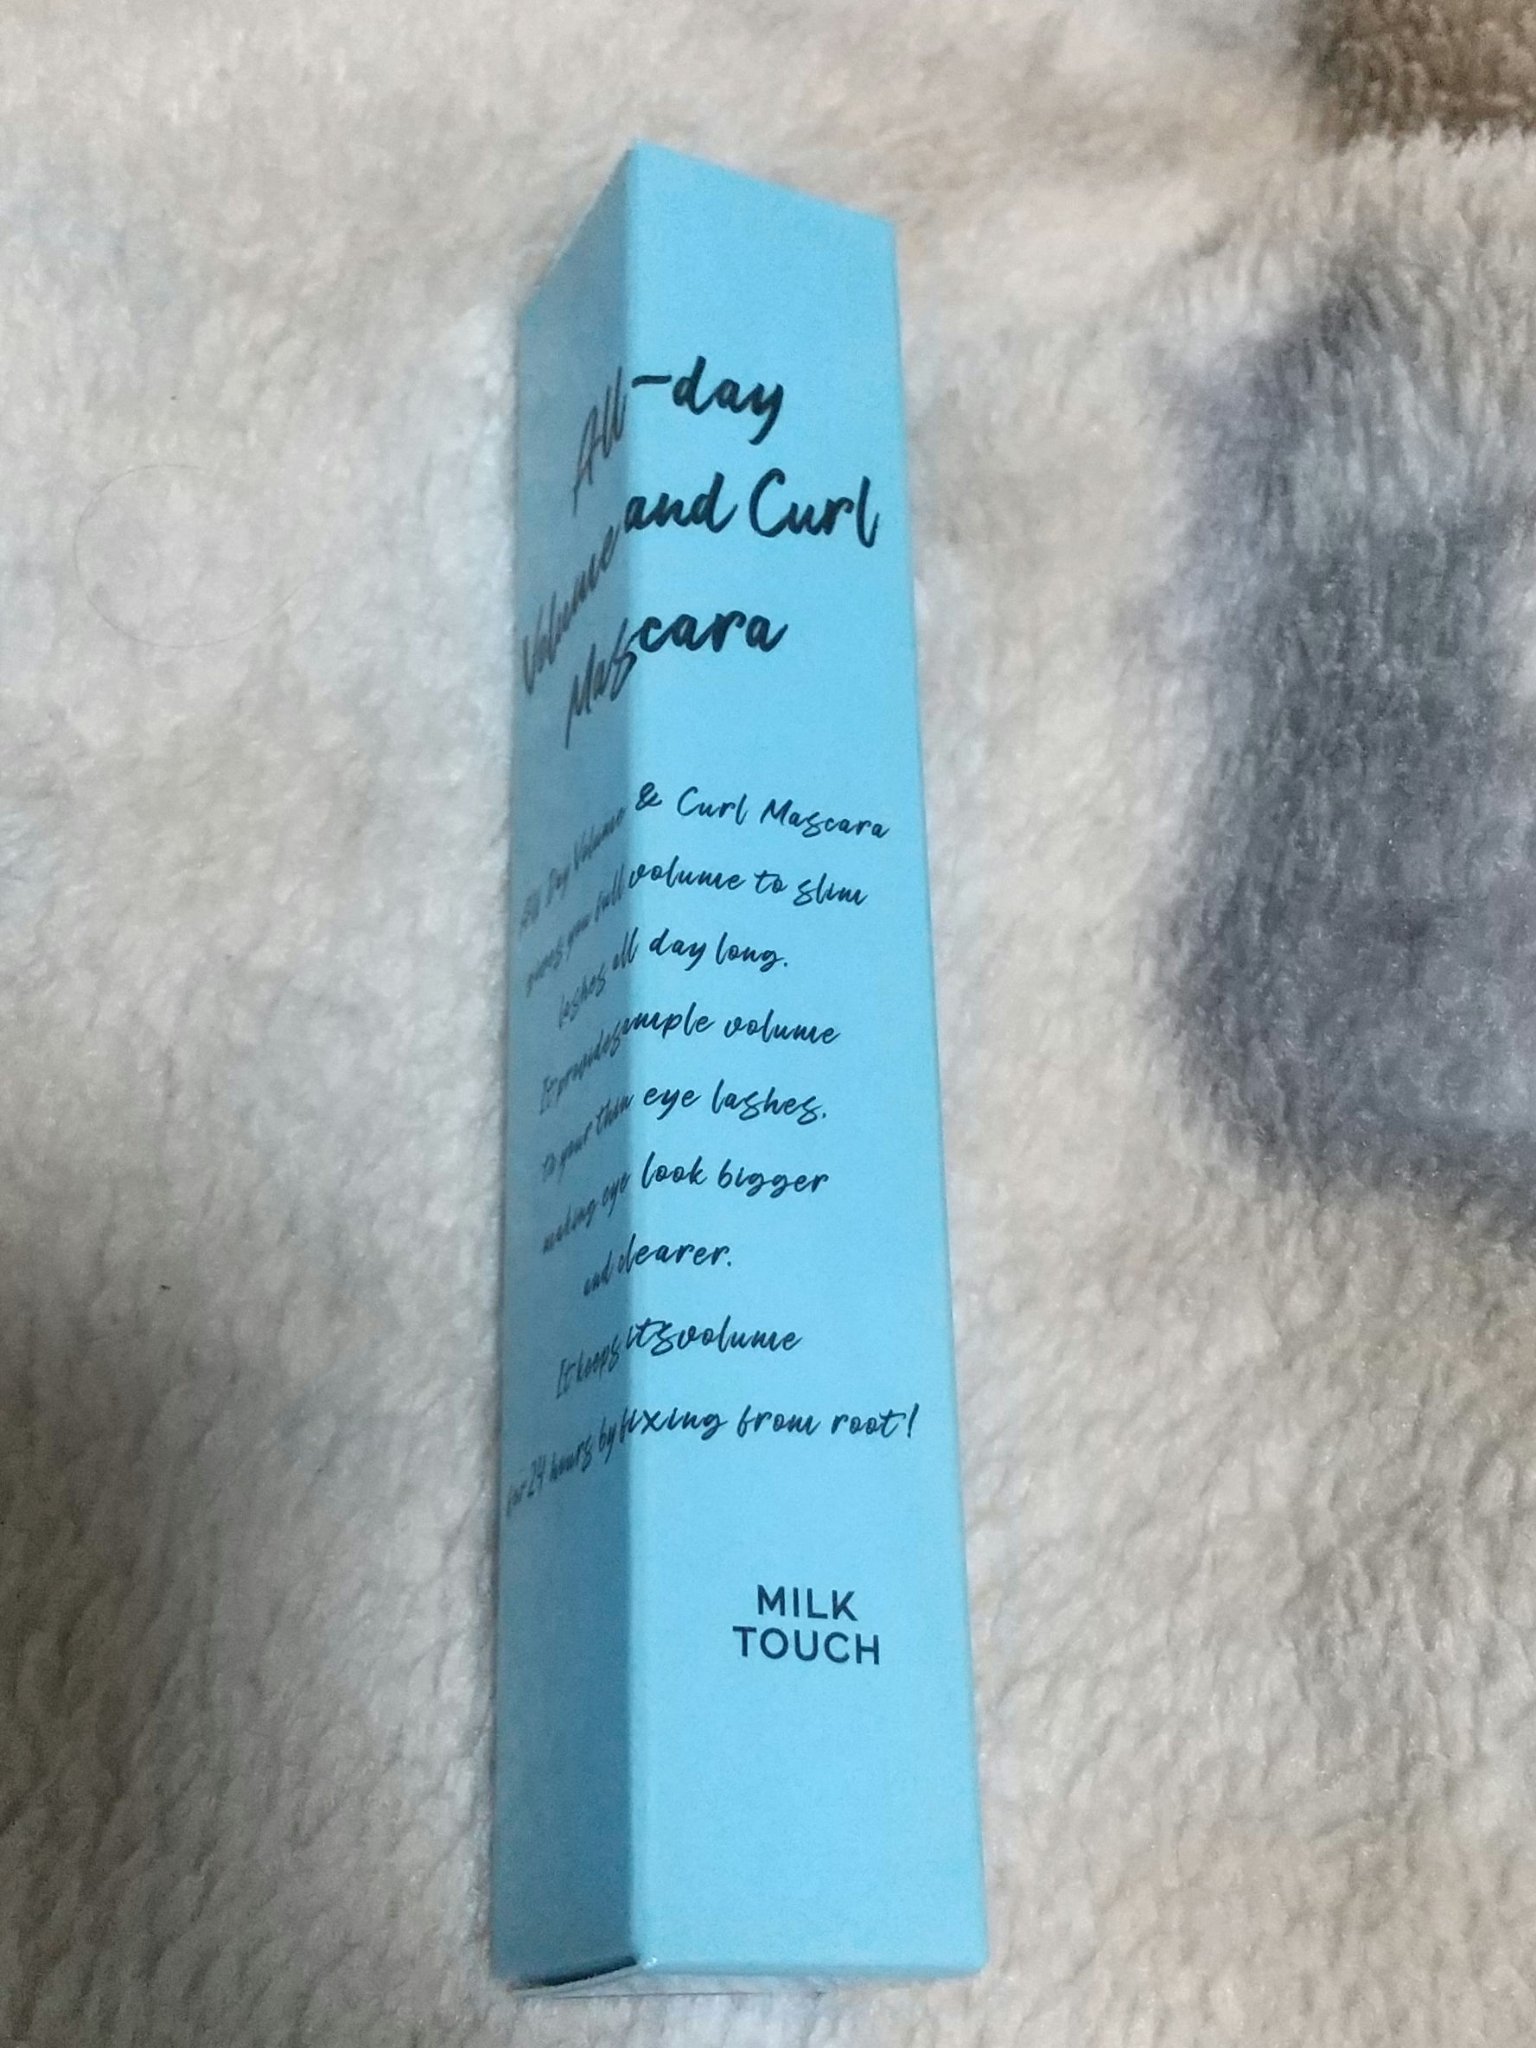 All-day
Volume and Curl
Mascara
All Day Volume & Curl Mascara
gives you full volume to slim
lashes all day long.
It provides ample volume
to your thin eye lashes.
making eye look bigger
and clearer.
It keeps its volume
for 24 hours by fixing from root!
MILK
TOUCH